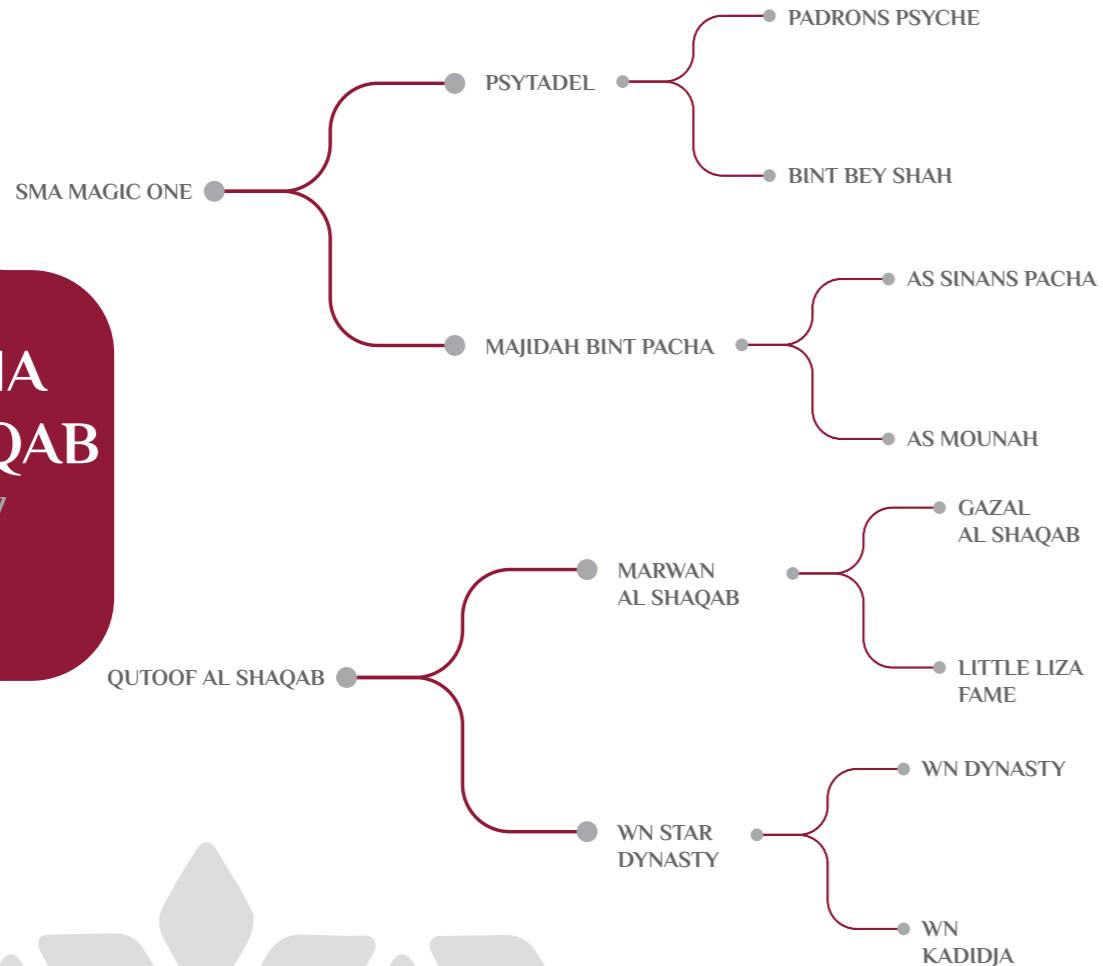 PADRONS PSYCHE
PSYTADEL
BINT BEY SHAH
SMA MAGIC ONE
AS SINANS PACHA
MAJIDAH BINT PACHA
AS MOUNAH
GAZAL
AL SHAQAB
MARWAN
AL SHAQAB
LITTLE LIZA
FAME
QUTOOF AL SHAQAB
WN DYNASTY
WN STAR
DYNASTY
WN
KADIDJA